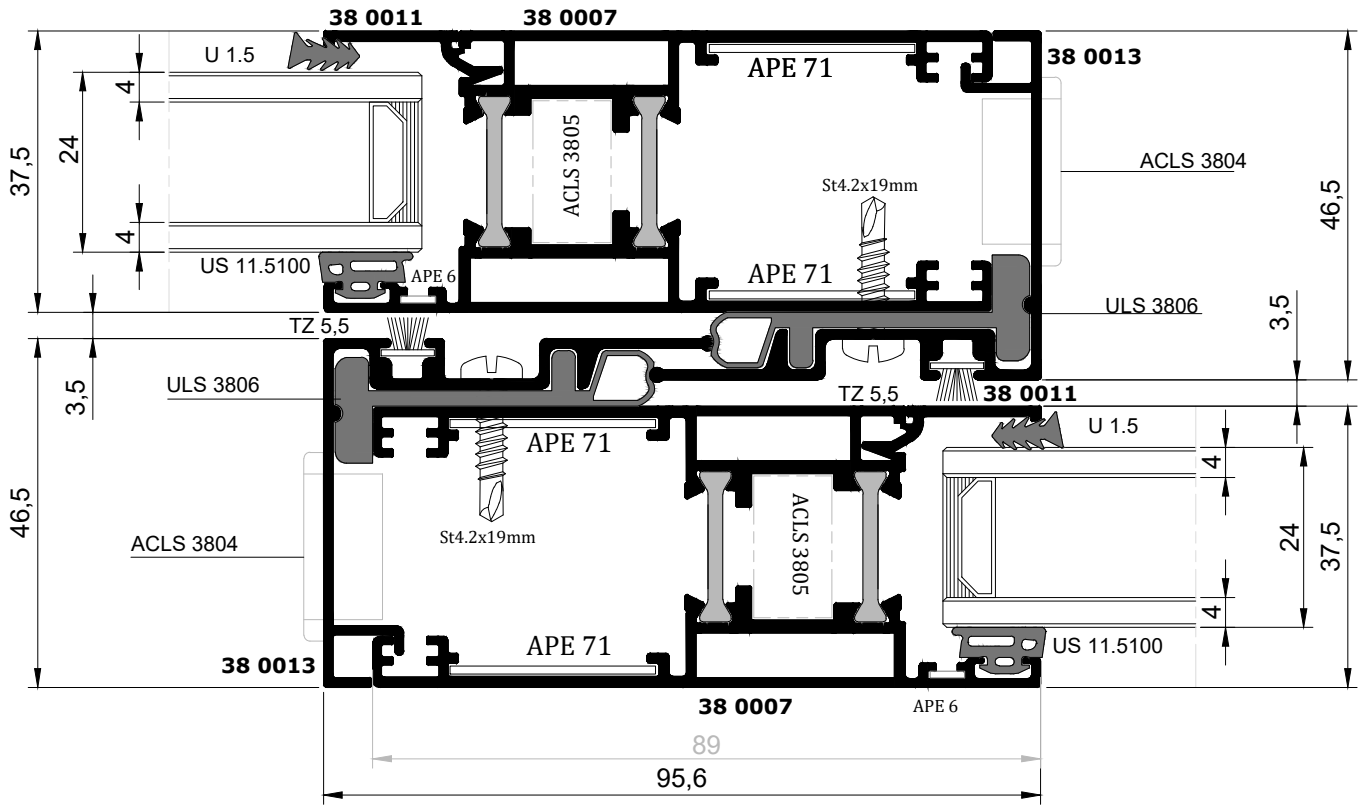 38 0011
38 0007
U 1.5
APE 71
38 0013
4
24
37,5
ACLS 3805
ACLS 3804
St4.2x19mm
46,5
4
US 11.5100
APE 6
APE 71
ULS 3806
3,5
TZ 5,5
ULS 3806
3,5
TZ 5,5
38 0011
U 1.5
APE 71
4
46,5
ACLS 3804
St4.2x19mm
ACLS 3805
24
37,5
4
APE 71
US 11.5100
38 0013
38 0007
APE 6
89
95,6